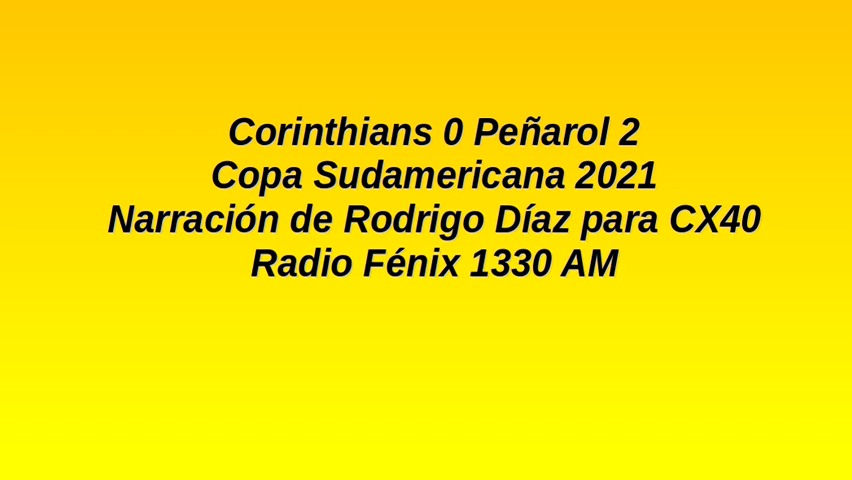 Corinthians 0 Peñarol 2
Copa Sudamericana 2021
Narración de Rodrigo Díaz para CX40
Radio Fénix 1330 AM